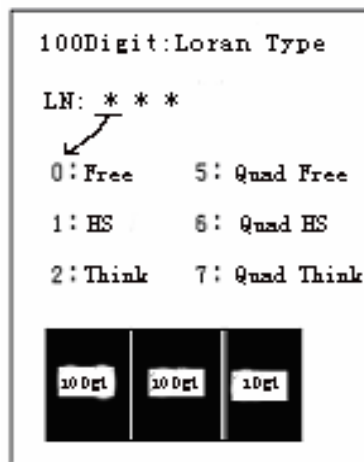 100Digit:Loran Type
LN: * * *
0:Free 5: Quad Free
1:HS 6: Quad HS
2:Think 7: Quad Think
10Dgt 10Dgt 1Dgt